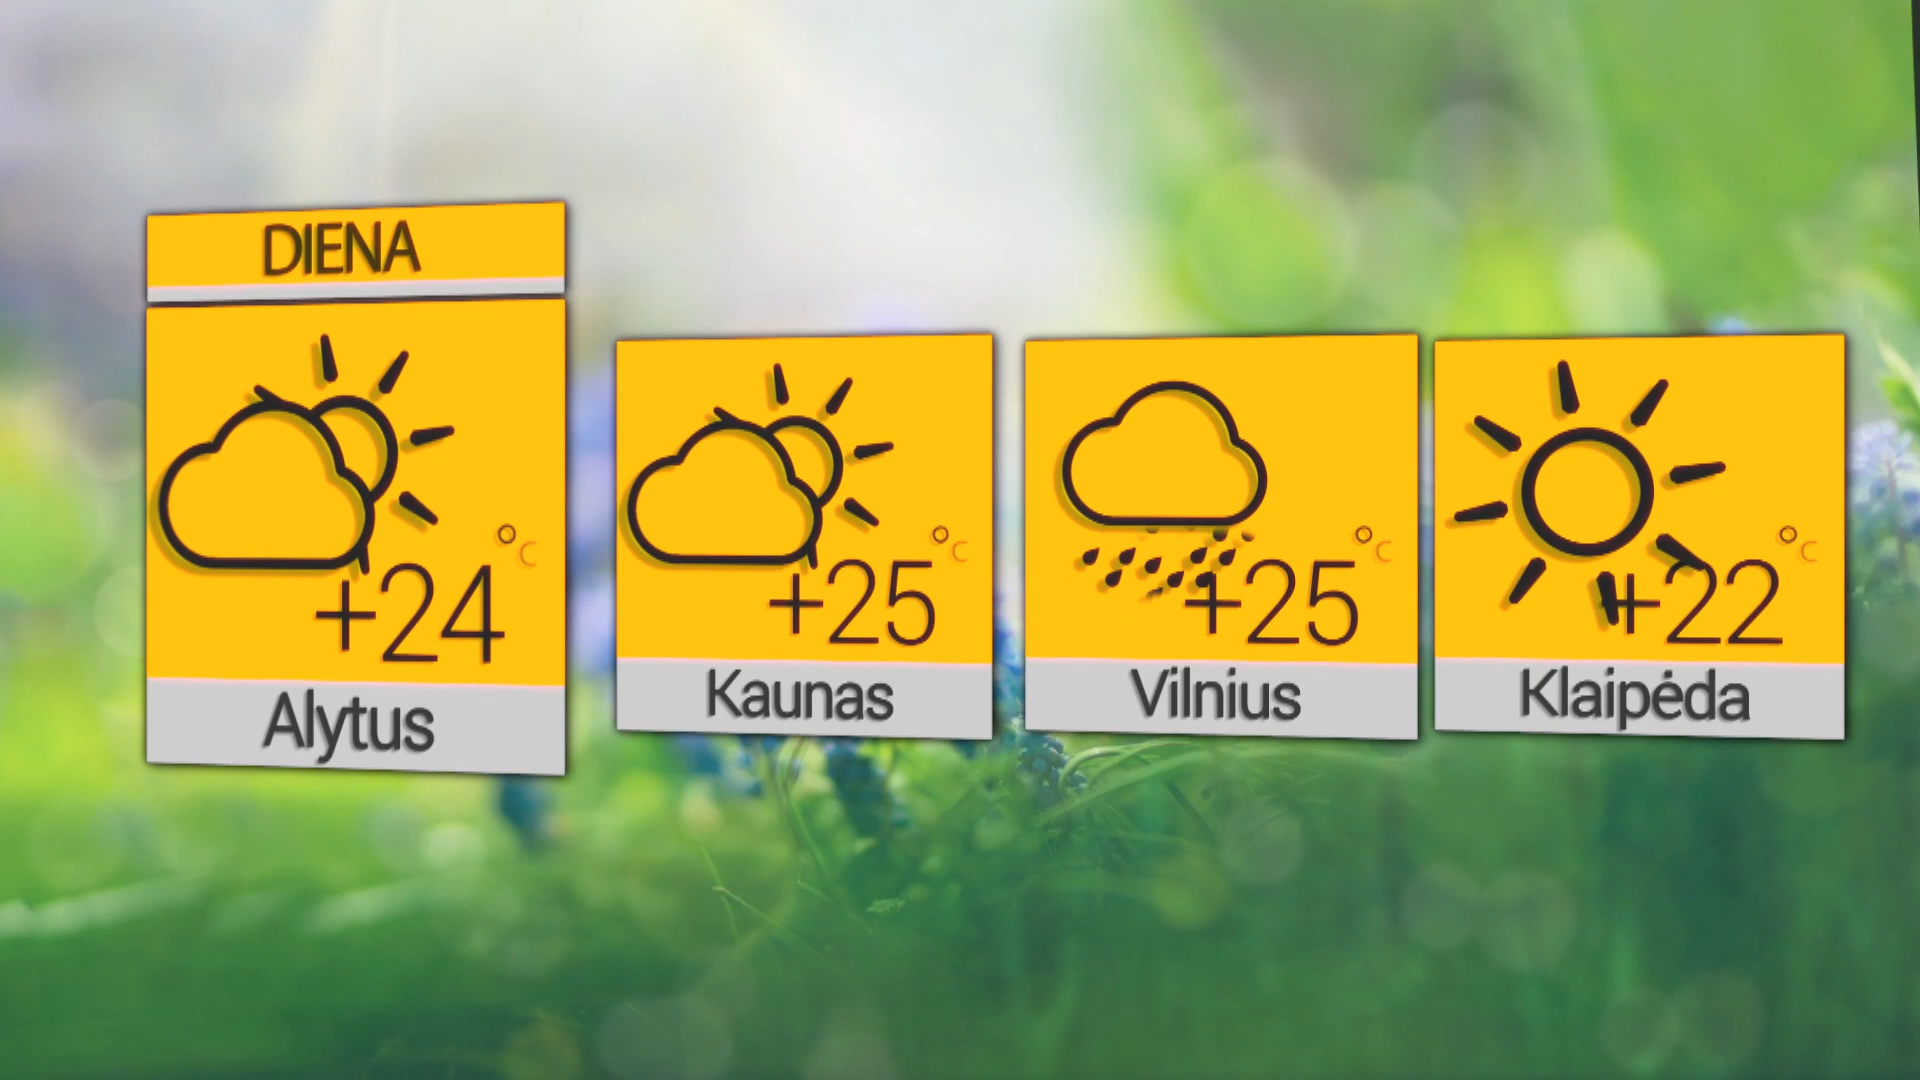 DIENA
+24 °C
Alytus
+25 °C
Kaunas
+25 °C
Vilnius
+22 °C
Klaipėda